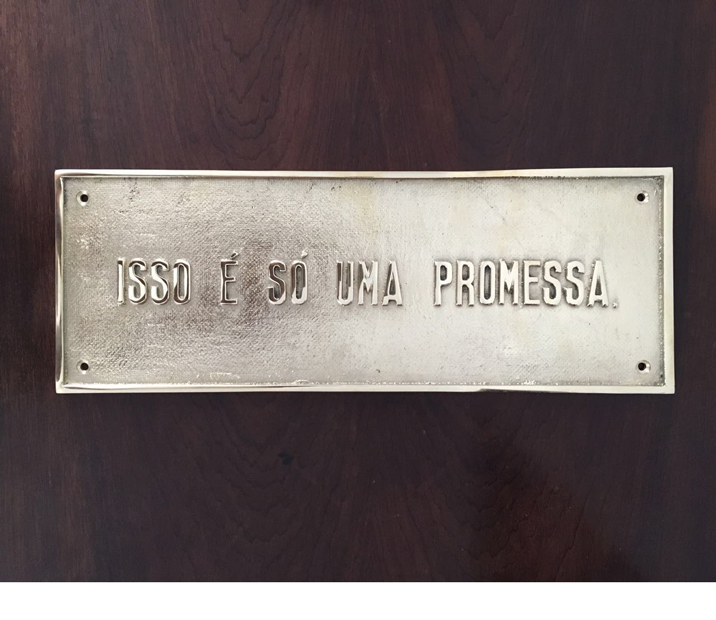 ISSO É SÓ UMA PROMESSA.